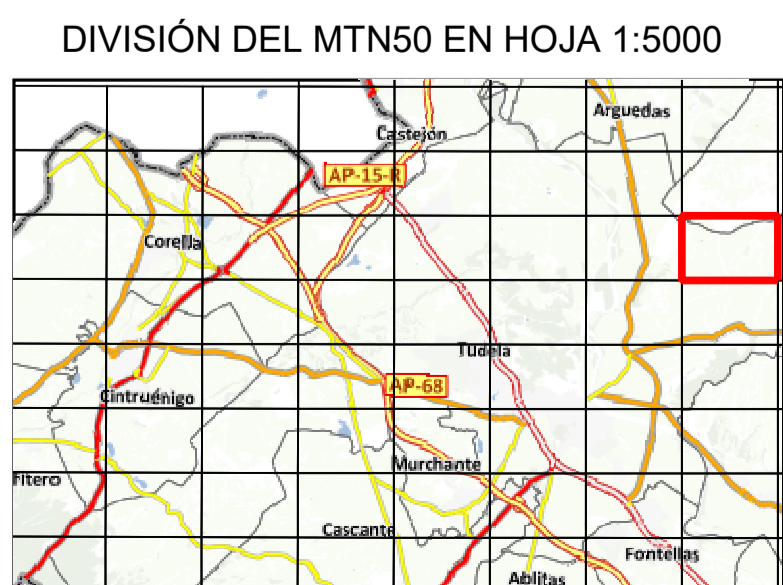 DIVISIÓN DEL MTN50 EN HOJA 1:5000
Arguedas
Castejón
AP-15-R
Corella
Tudela
AP-68
Cintruénigo
Murchante
Fitero
Cascante
Fontellas
Ablitas